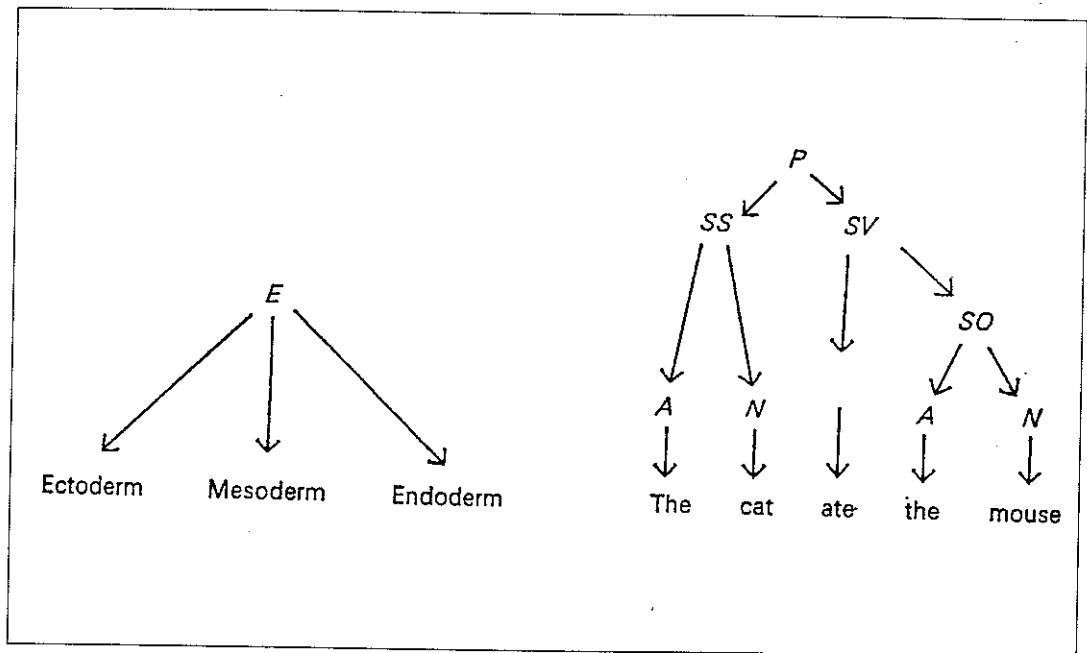 P
SS SV
E
SO
A N A N
Ectoderm Mesoderm Endoderm
The cat ate the mouse